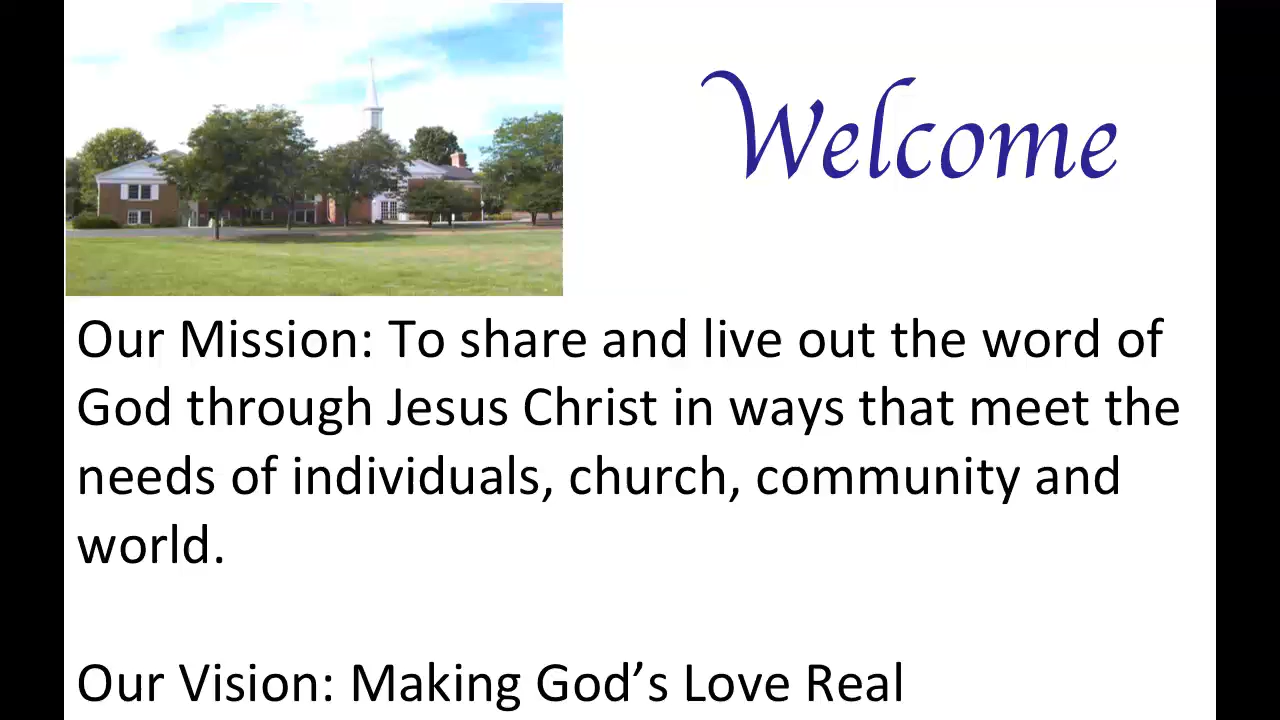 Welcome
Our Mission: To share and live out the word of
God through Jesus Christ in ways that meet the
needs of individuals, church, community and
world.
Our Vision: Making God’s Love Real